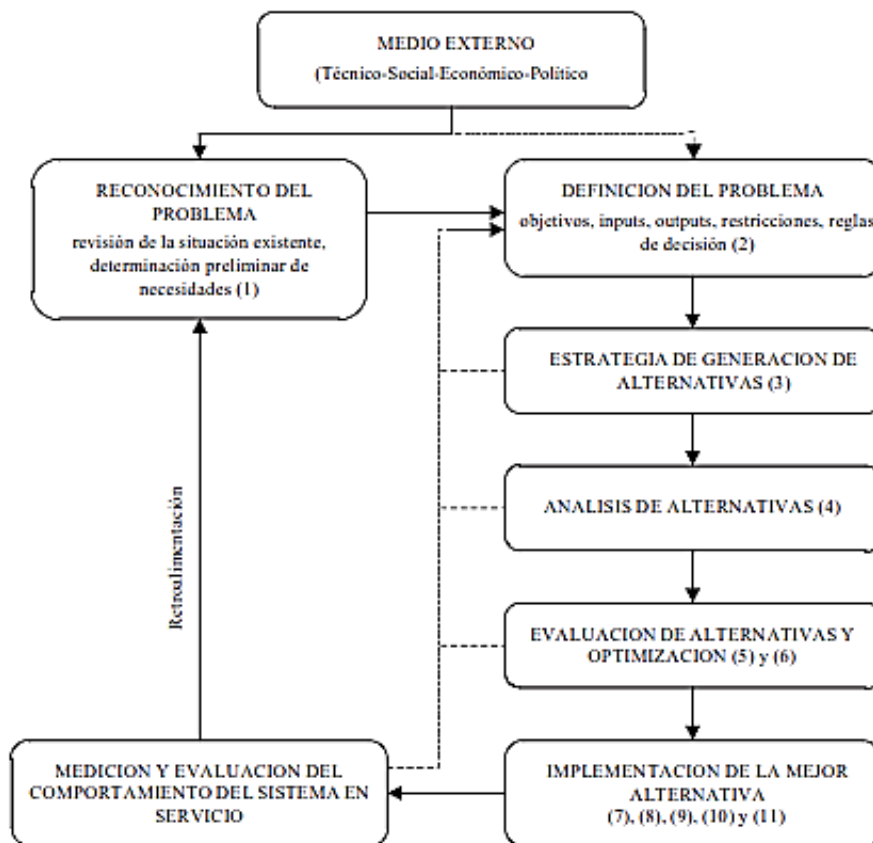 MEDIO EXTERNO
(Técnico-Social-Económico-Político
RECONOCIMIENTO DEL
PROBLEMA
revisión de la situación existente,
determinación preliminar de
necesidades (1)
DEFINICION DEL PROBLEMA
objetivos, inputs, outputs, restricciones, reglas
de decisión (2)
ESTRATEGIA DE GENERACION DE
ALTERNATIVAS (3)
ANALISIS DE ALTERNATIVAS (4)
Retroalimentación
EVALUACION DE ALTERNATIVAS Y
OPTIMIZACION (5) y (6)
MEDICION Y EVALUACION DEL
COMPORTAMIENTO DEL SISTEMA EN
SERVICIO
IMPLEMENTACION DE LA MEJOR
ALTERNATIVA
(7), (8), (9), (10) y (11)